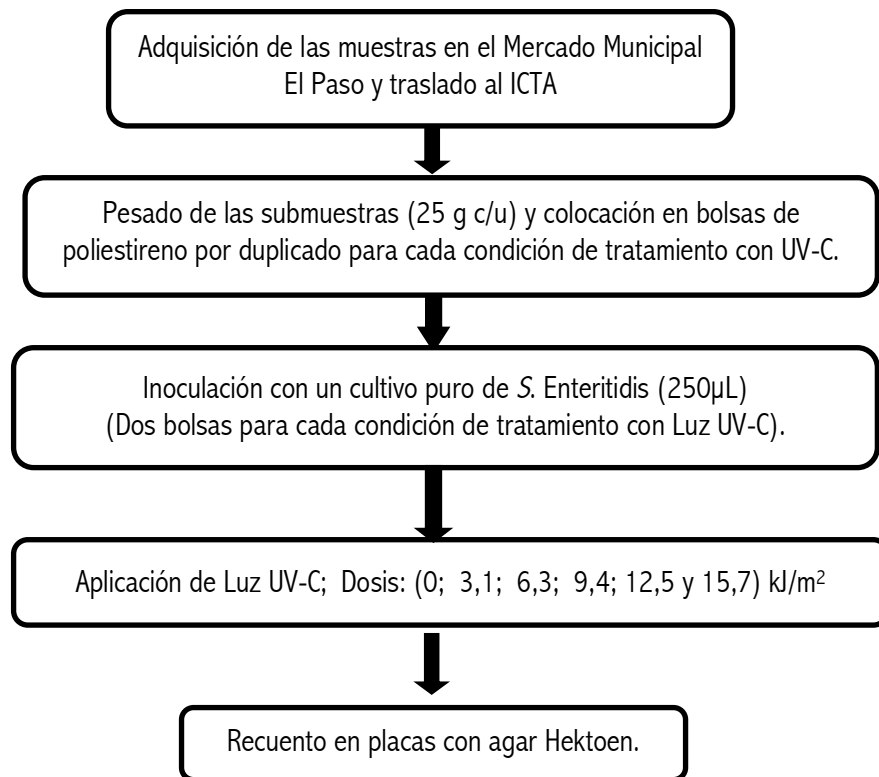 Adquisición de las muestras en el Mercado Municipal
El Paso y traslado al ICTA
Pesado de las submuestras (25 g c/u) y colocación en bolsas de
poliestireno por duplicado para cada condición de tratamiento con UV-C.
Inoculación con un cultivo puro de S. Enteritidis (250µL)
(Dos bolsas para cada condición de tratamiento con Luz UV-C).
Aplicación de Luz UV-C; Dosis: (0; 3,1; 6,3; 9,4; 12,5 y 15,7) kJ/m²
Recuento en placas con agar Hektoen.